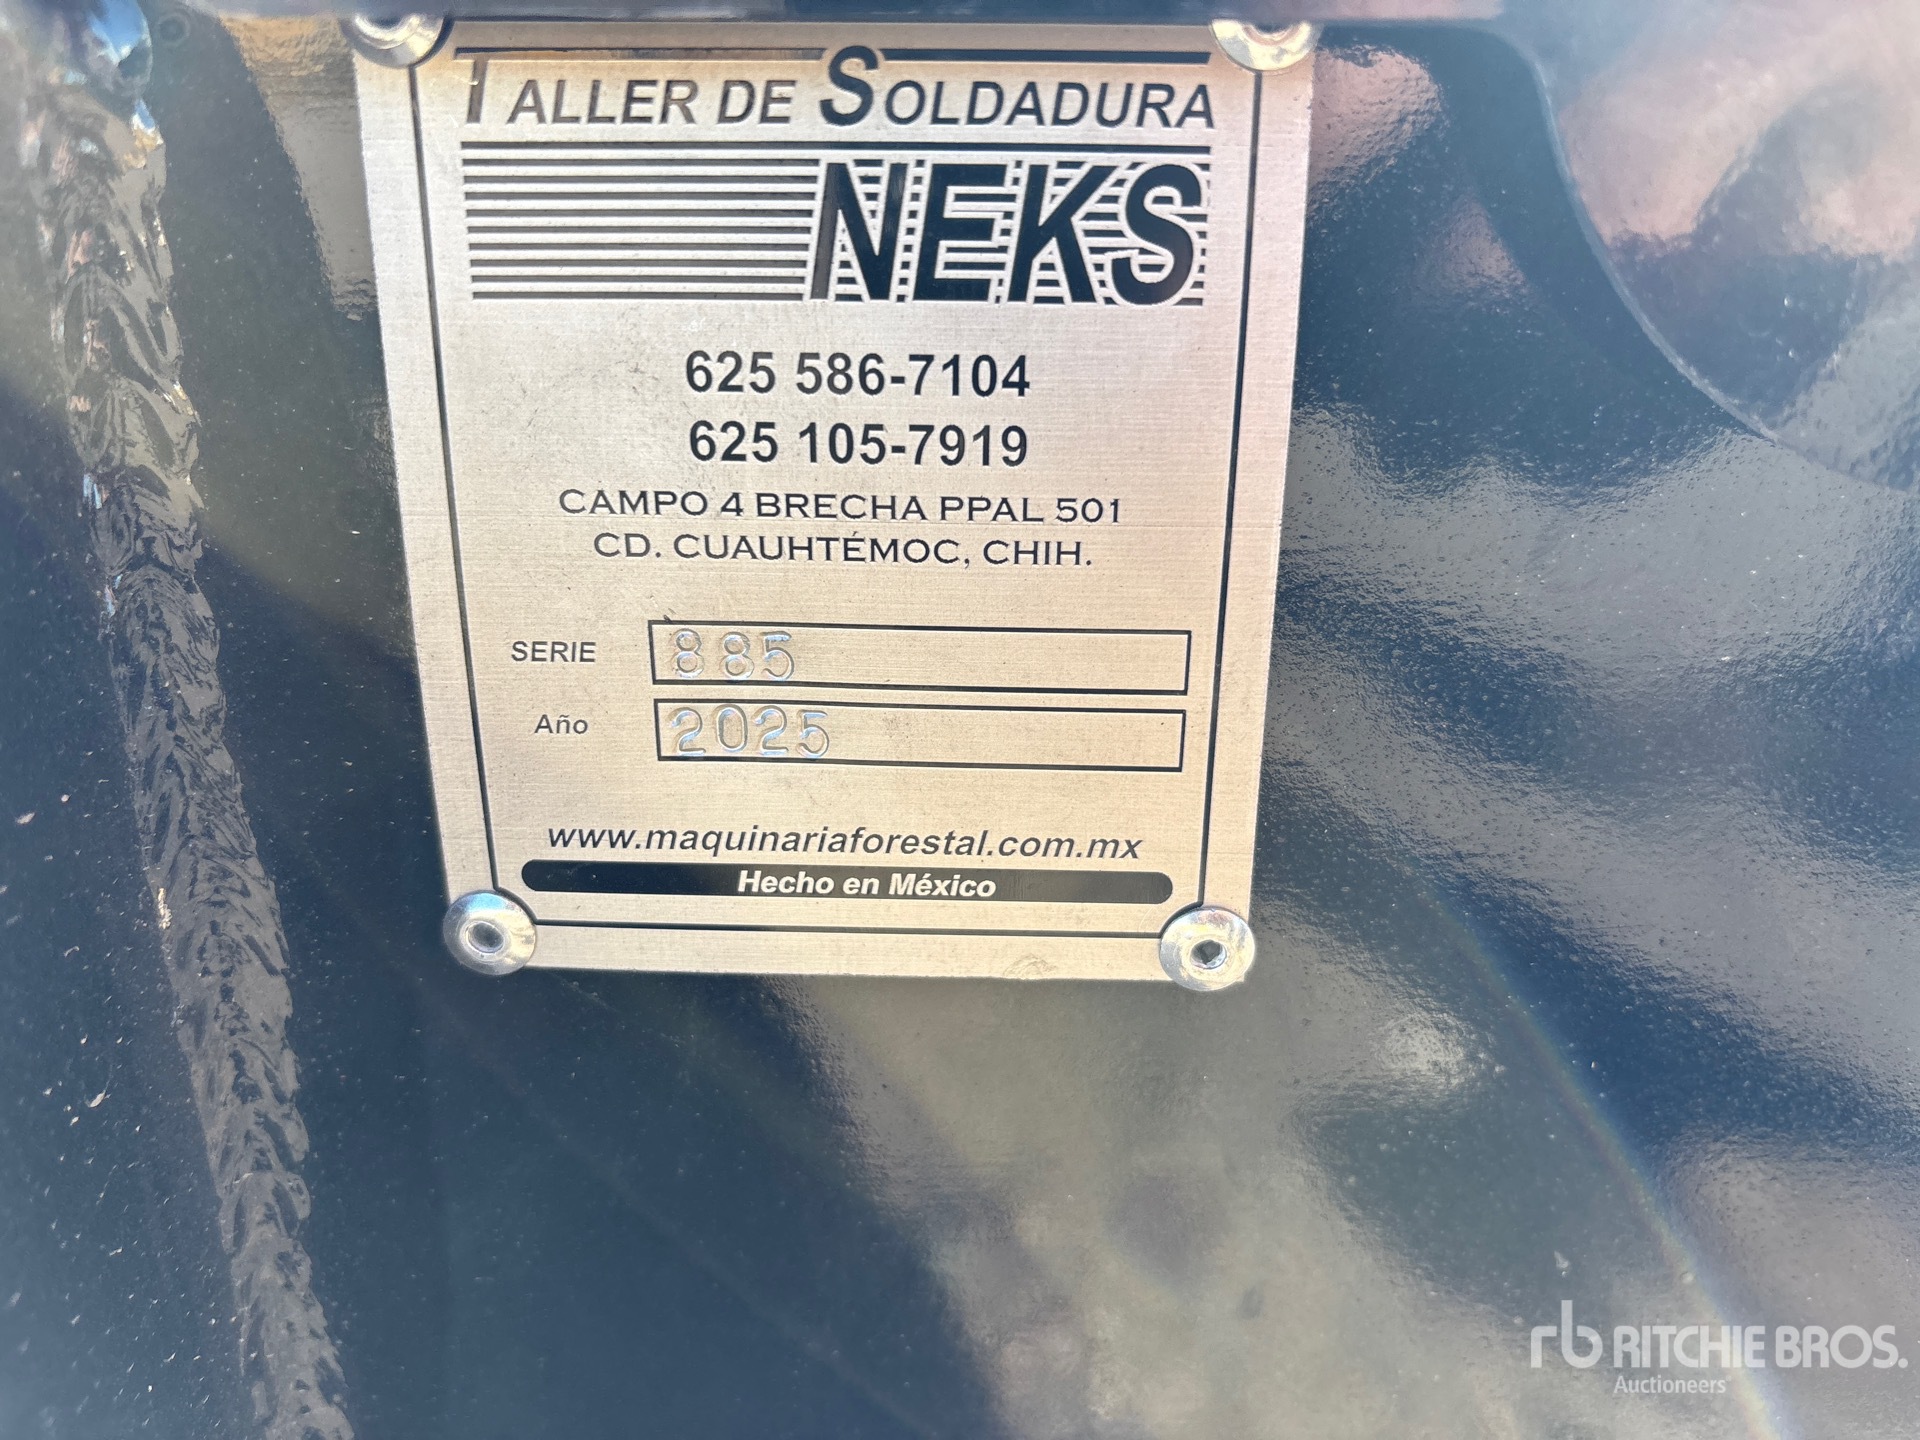 TALLER DE SOLDADURA
NEKS
625 586-7104
625 105-7919
CAMPO 4 BRECHA PPAL 501
CD. CUAUHTÉMOC, CHIH.
SERIE 885
Año 2025
www.maquinariaforestal.com.mx
Hecho en México
rb RITCHIE BROS.
Auctioneers